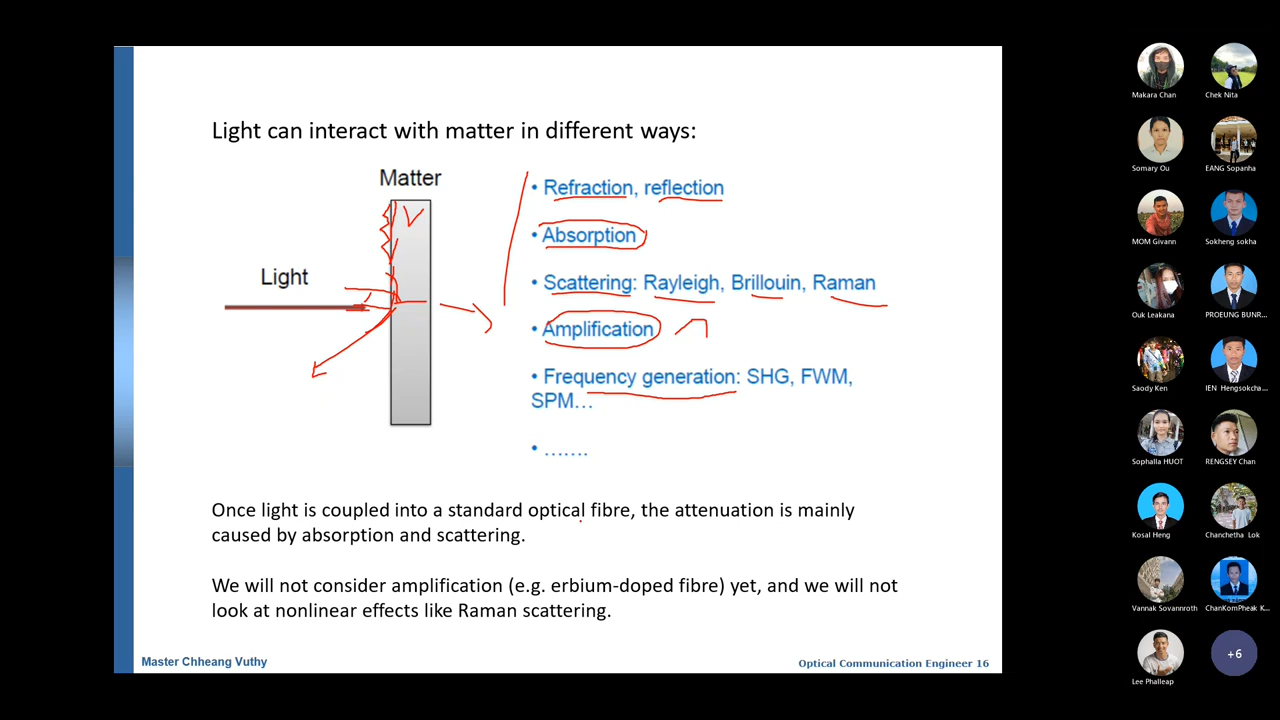 Light can interact with matter in different ways:
Matter
Light
• Refraction, reflection
• Absorption
• Scattering: Rayleigh, Brillouin, Raman
• Amplification
• Frequency generation: SHG, FWM,
SPM...
• .......
Once light is coupled into a standard optical fibre, the attenuation is mainly
caused by absorption and scattering.
We will not consider amplification (e.g. erbium-doped fibre) yet, and we will not
look at nonlinear effects like Raman scattering.
Master Chheang Vuthy
Optical Communication Engineer 16
Makara Chan
Chek Nita
Somary Ou
EANG Sopanha
MOM Givann
Sokheng sokha
Ouk Leakana
PROEUNG BUNR...
Saody Ken
IEN Hengsokcha...
Sophalla HUOT
RENGSEY Chan
Kosal Heng
Chanchetha Lok
Vannak Sovannroth
ChanKomPheak K...
Lee Phalleap
+6